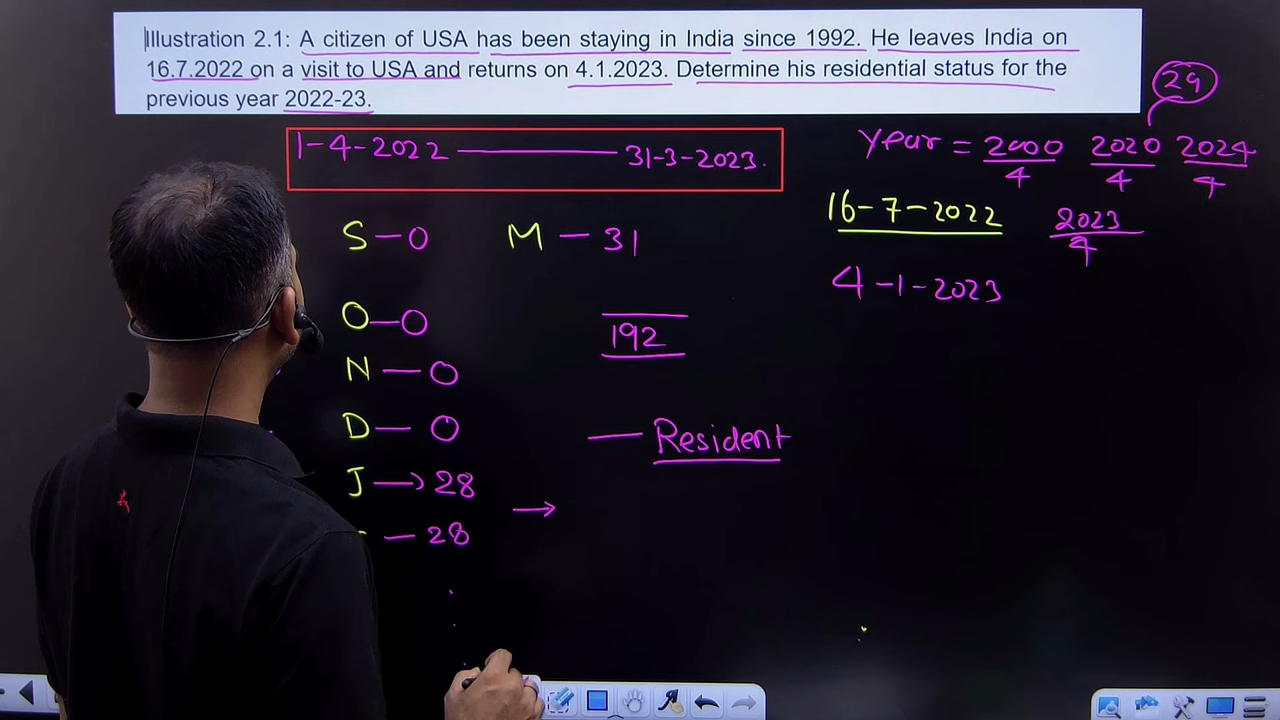 Illustration 2.1: A citizen of USA has been staying in India since 1992. He leaves India on
16.7.2022 on a visit to USA and returns on 4.1.2023. Determine his residential status for the
previous year 2022-23.
29
1-4-2022 — 31-3-2023.
Year = 2000/4 2020/4 2024/4
16-7-2022 2023/4
4-1-2023
S — 0 M — 31
O — 0
192
N — 0
D — 0
— Resident
J → 28
→
— 28